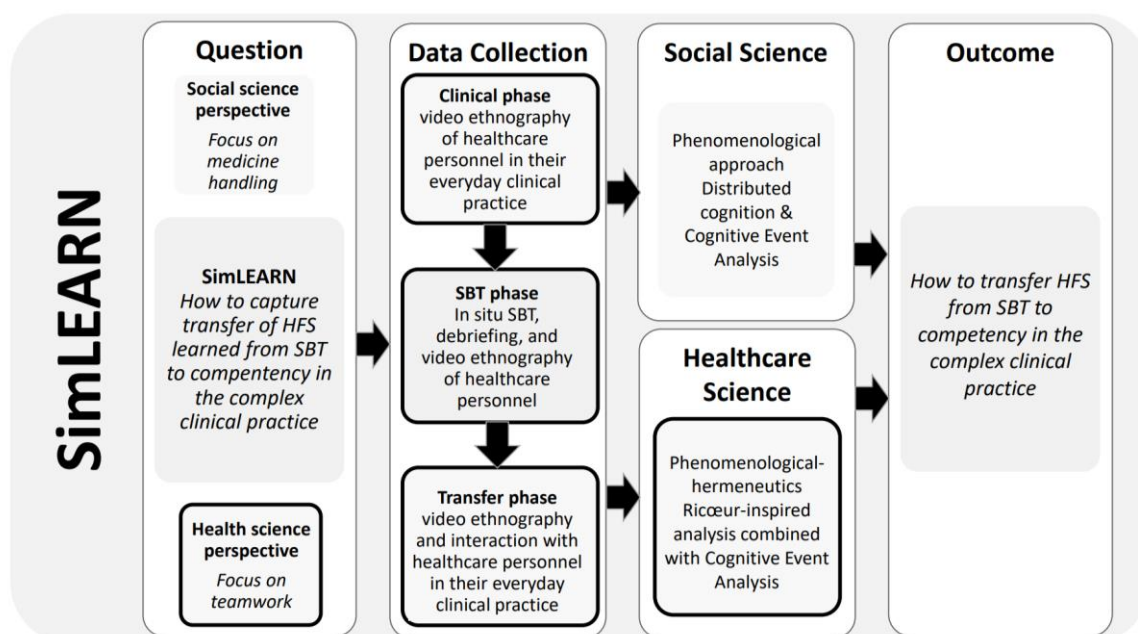 SimLEARN
Question
Social science
perspective
Focus on
medicine
handling
SimLEARN
How to capture
transfer of HFS
learned from SBT
to compentency in
the complex
clinical practice
Health science
perspective
Focus on
teamwork
Data Collection
Clinical phase
video ethnography
of healthcare
personnel in their
everyday clinical
practice
SBT phase
In situ SBT,
debriefing, and
video ethnography
of healthcare
personnel
Transfer phase
video ethnography
and interaction with
healthcare personnel
in their everyday
clinical practice
Social Science
Phenomenological
approach
Distributed
cognition &
Cognitive Event
Analysis
Healthcare
Science
Phenomenological-
hermeneutics
Ricœur-inspired
analysis combined
with Cognitive Event
Analysis
Outcome
How to transfer HFS
from SBT to
competency in the
complex clinical
practice